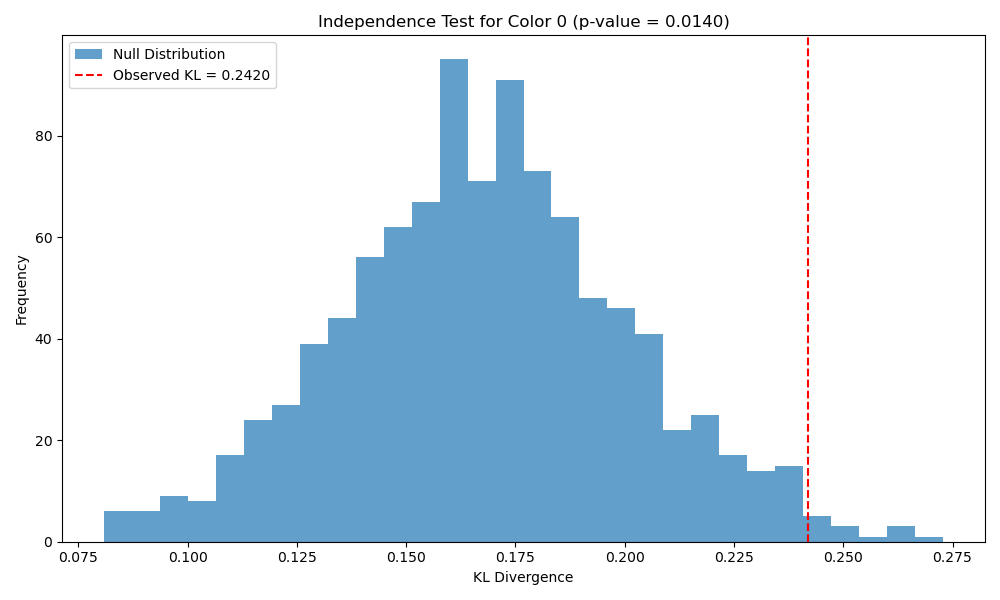 Independence Test for Color 0 (p-value = 0.0140)
Null Distribution
Observed KL = 0.2420
Frequency
80
60
40
20
0
0.075 0.100 0.125 0.150 0.175 0.200 0.225 0.250 0.275
KL Divergence